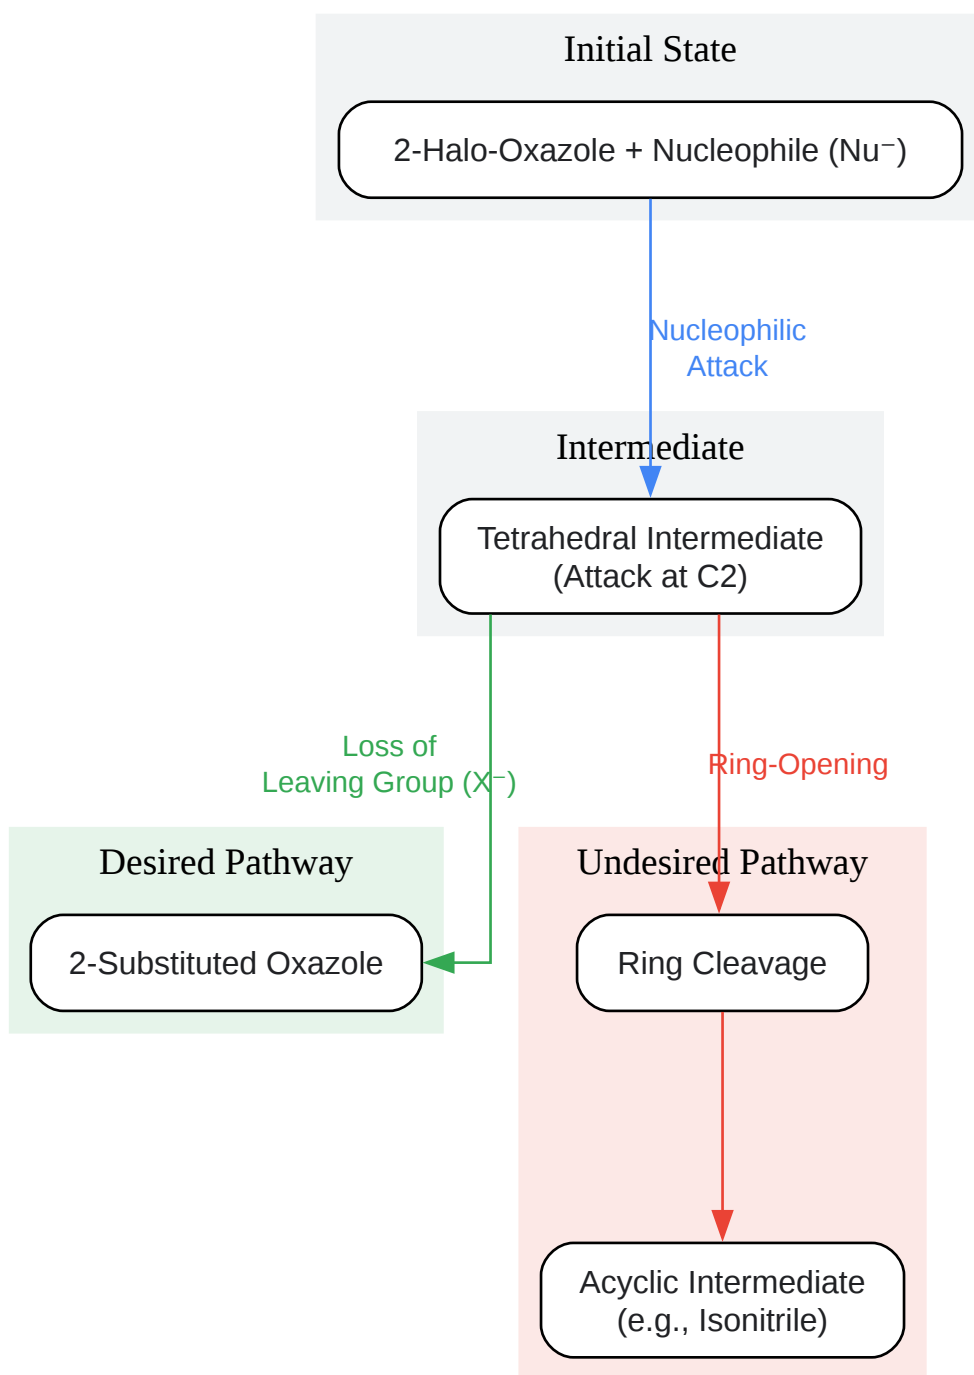 Initial State
2-Halo-Oxazole + Nucleophile (Nu⁻)
Nucleophilic
Attack
Intermediate
Tetrahedral Intermediate
(Attack at C2)
Loss of
Leaving Group (X⁻)
Ring-Opening
Desired Pathway
2-Substituted Oxazole
Undesired Pathway
Ring Cleavage
Acyclic Intermediate
(e.g., Isonitrile)